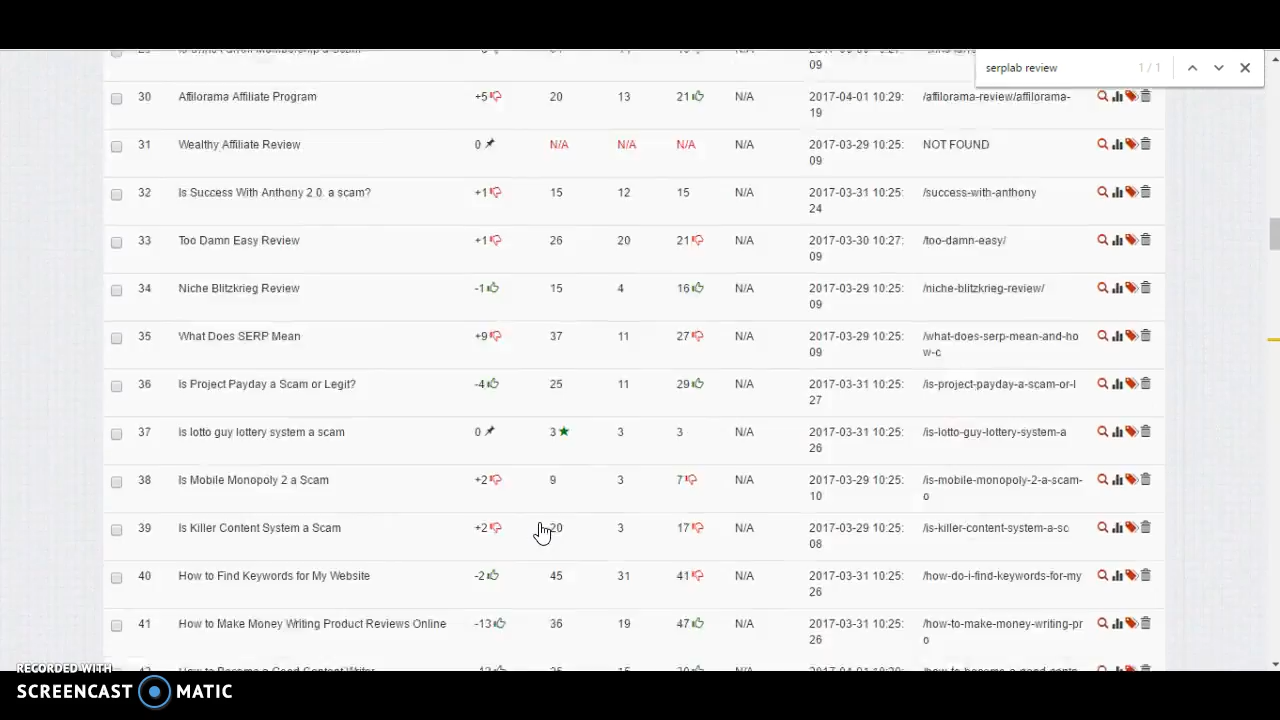 serplab review 1/1
09
30 Affilorama Affiliate Program +5 20 13 21 N/A 2017-04-01 10:29: /affilorama-review/affilorama-
19
31 Wealthy Affiliate Review 0 N/A N/A N/A N/A 2017-03-29 10:25: NOT FOUND
09
32 Is Success With Anthony 2.0. a scam? +1 15 12 15 N/A 2017-03-31 10:25: /success-with-anthony
24
33 Too Damn Easy Review +1 26 20 21 N/A 2017-03-30 10:27: /too-damn-easy/
09
34 Niche Blitzkrieg Review -1 15 4 16 N/A 2017-03-29 10:25: /niche-blitzkrieg-review/
09
35 What Does SERP Mean +9 37 11 27 N/A 2017-03-29 10:25: /what-does-serp-mean-and-ho
09 w-c
36 Is Project Payday a Scam or Legit? -4 25 11 29 N/A 2017-03-31 10:25: /is-project-payday-a-scam-or-l
27
37 Is lotto guy lottery system a scam 0 3 3 3 N/A 2017-03-31 10:25: /is-lotto-guy-lottery-system-a
26
38 Is Mobile Monopoly 2 a Scam +2 9 3 7 N/A 2017-03-29 10:25: /is-mobile-monopoly-2-a-scam-
10 o
39 Is Killer Content System a Scam +2 20 3 17 N/A 2017-03-29 10:25: /is-killer-content-system-a-sc
08
40 How to Find Keywords for My Website -2 45 31 41 N/A 2017-03-31 10:25: /how-do-i-find-keywords-for-my
26
41 How to Make Money Writing Product Reviews Online -13 36 19 47 N/A 2017-03-31 10:25: /how-to-make-money-writing-pr
26 o
RECORDED WITH
SCREENCAST MATIC